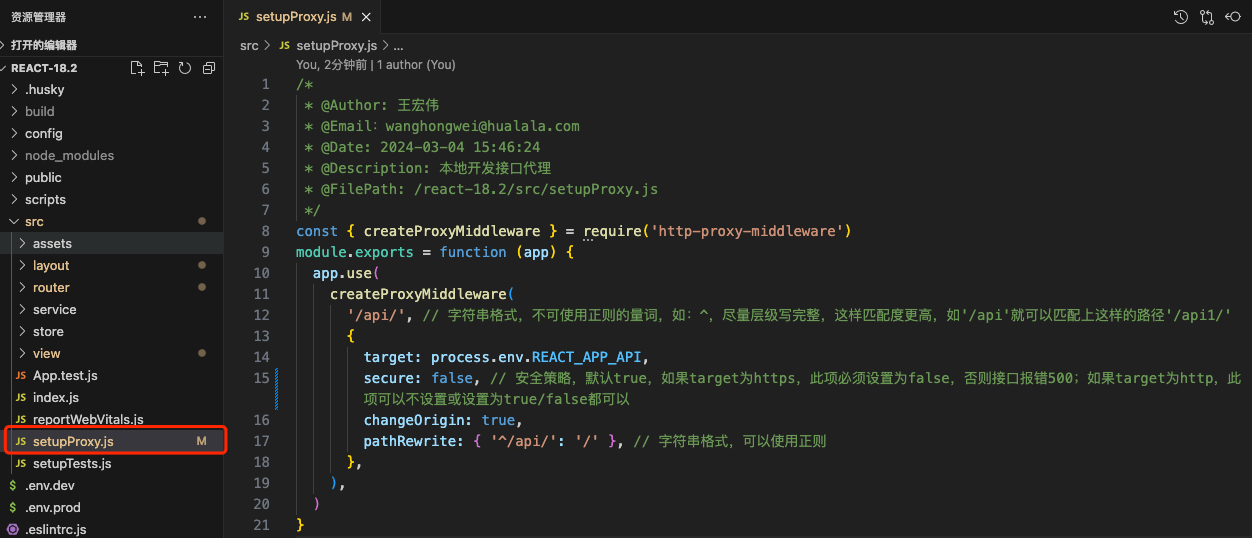 资源管理器
打开的编辑器
REACT-18.2
.husky
build
config
node_modules
public
scripts
src
assets
layout
router
service
store
view
JS App.test.js
JS index.js
JS reportWebVitals.js
JS setupProxy.js M
JS setupTests.js
$ .env.dev
$ .env.prod
.eslintrc.js
JS setupProxy.js M
src > JS setupProxy.js > ...
You, 2分钟前 | 1 author (You)
1 /*
2 * @Author: 王宏伟
3 * @Email: wanghongwei@hualala.com
4 * @Date: 2024-03-04 15:46:24
5 * @Description: 本地开发接口代理
6 * @FilePath: /react-18.2/src/setupProxy.js
7 */
8 const { createProxyMiddleware } = require('http-proxy-middleware')
9 module.exports = function (app) {
10 app.use(
11 createProxyMiddleware(
12 '/api/', // 字符串格式，不可使用正则的量词，如：^，尽量层级写完整，这样匹配度更高，如'/api'就可以匹配上这样的路径'/api1/'
13 {
14 target: process.env.REACT_APP_API,
15 secure: false, // 安全策略，默认true，如果target为https，此项必须设置为false，否则接口报错500；如果target为http，此
项可以不设置或设置为true/false都可以
16 changeOrigin: true,
17 pathRewrite: { '^/api/': '/' }, // 字符串格式，可以使用正则
18 },
19 ),
20 )
21 }